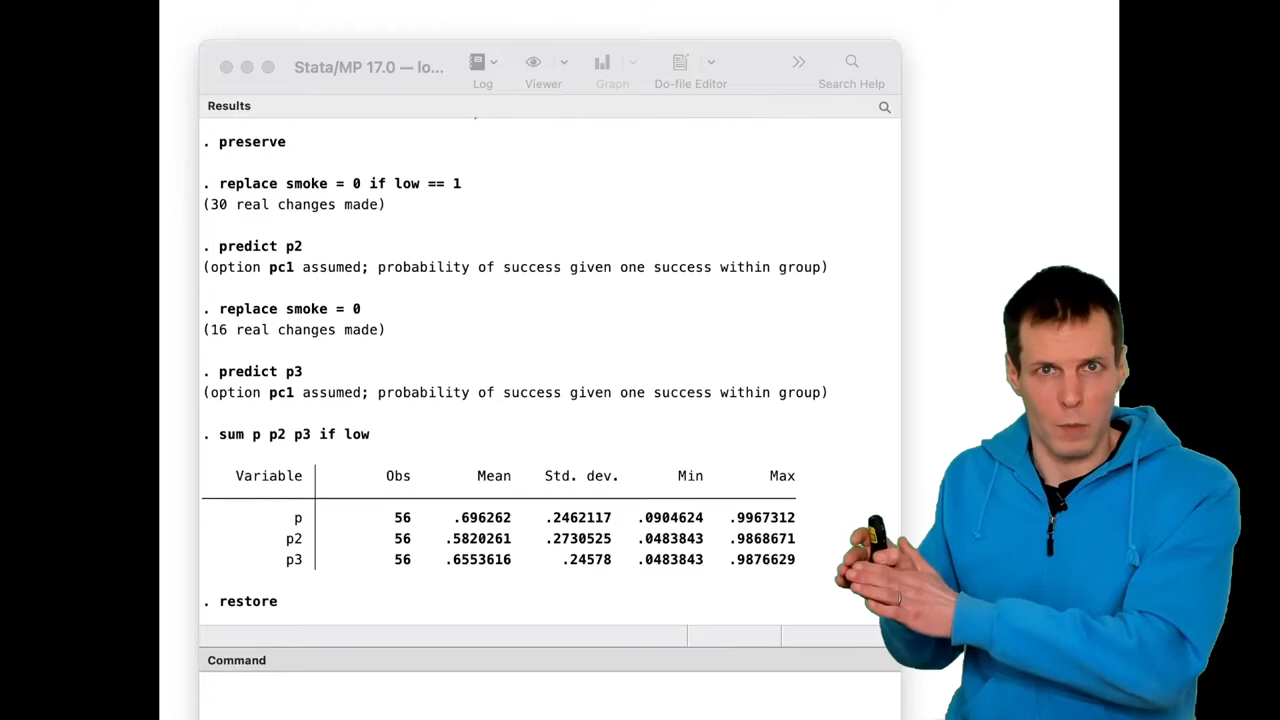 Stata/MP 17.0 — lo...
Log
Viewer
Graph
Do-file Editor
Search Help
Results
. preserve
. replace smoke = 0 if low == 1
(30 real changes made)
. predict p2
(option pc1 assumed; probability of success given one success within group)
. replace smoke = 0
(16 real changes made)
. predict p3
(option pc1 assumed; probability of success given one success within group)
. sum p p2 p3 if low
Variable Obs Mean Std. dev. Min Max
p 56 .696262 .2462117 .0904624 .9967312
p2 56 .5820261 .2730525 .0483843 .9868671
p3 56 .6553616 .24578 .0483843 .9876629
. restore
Command